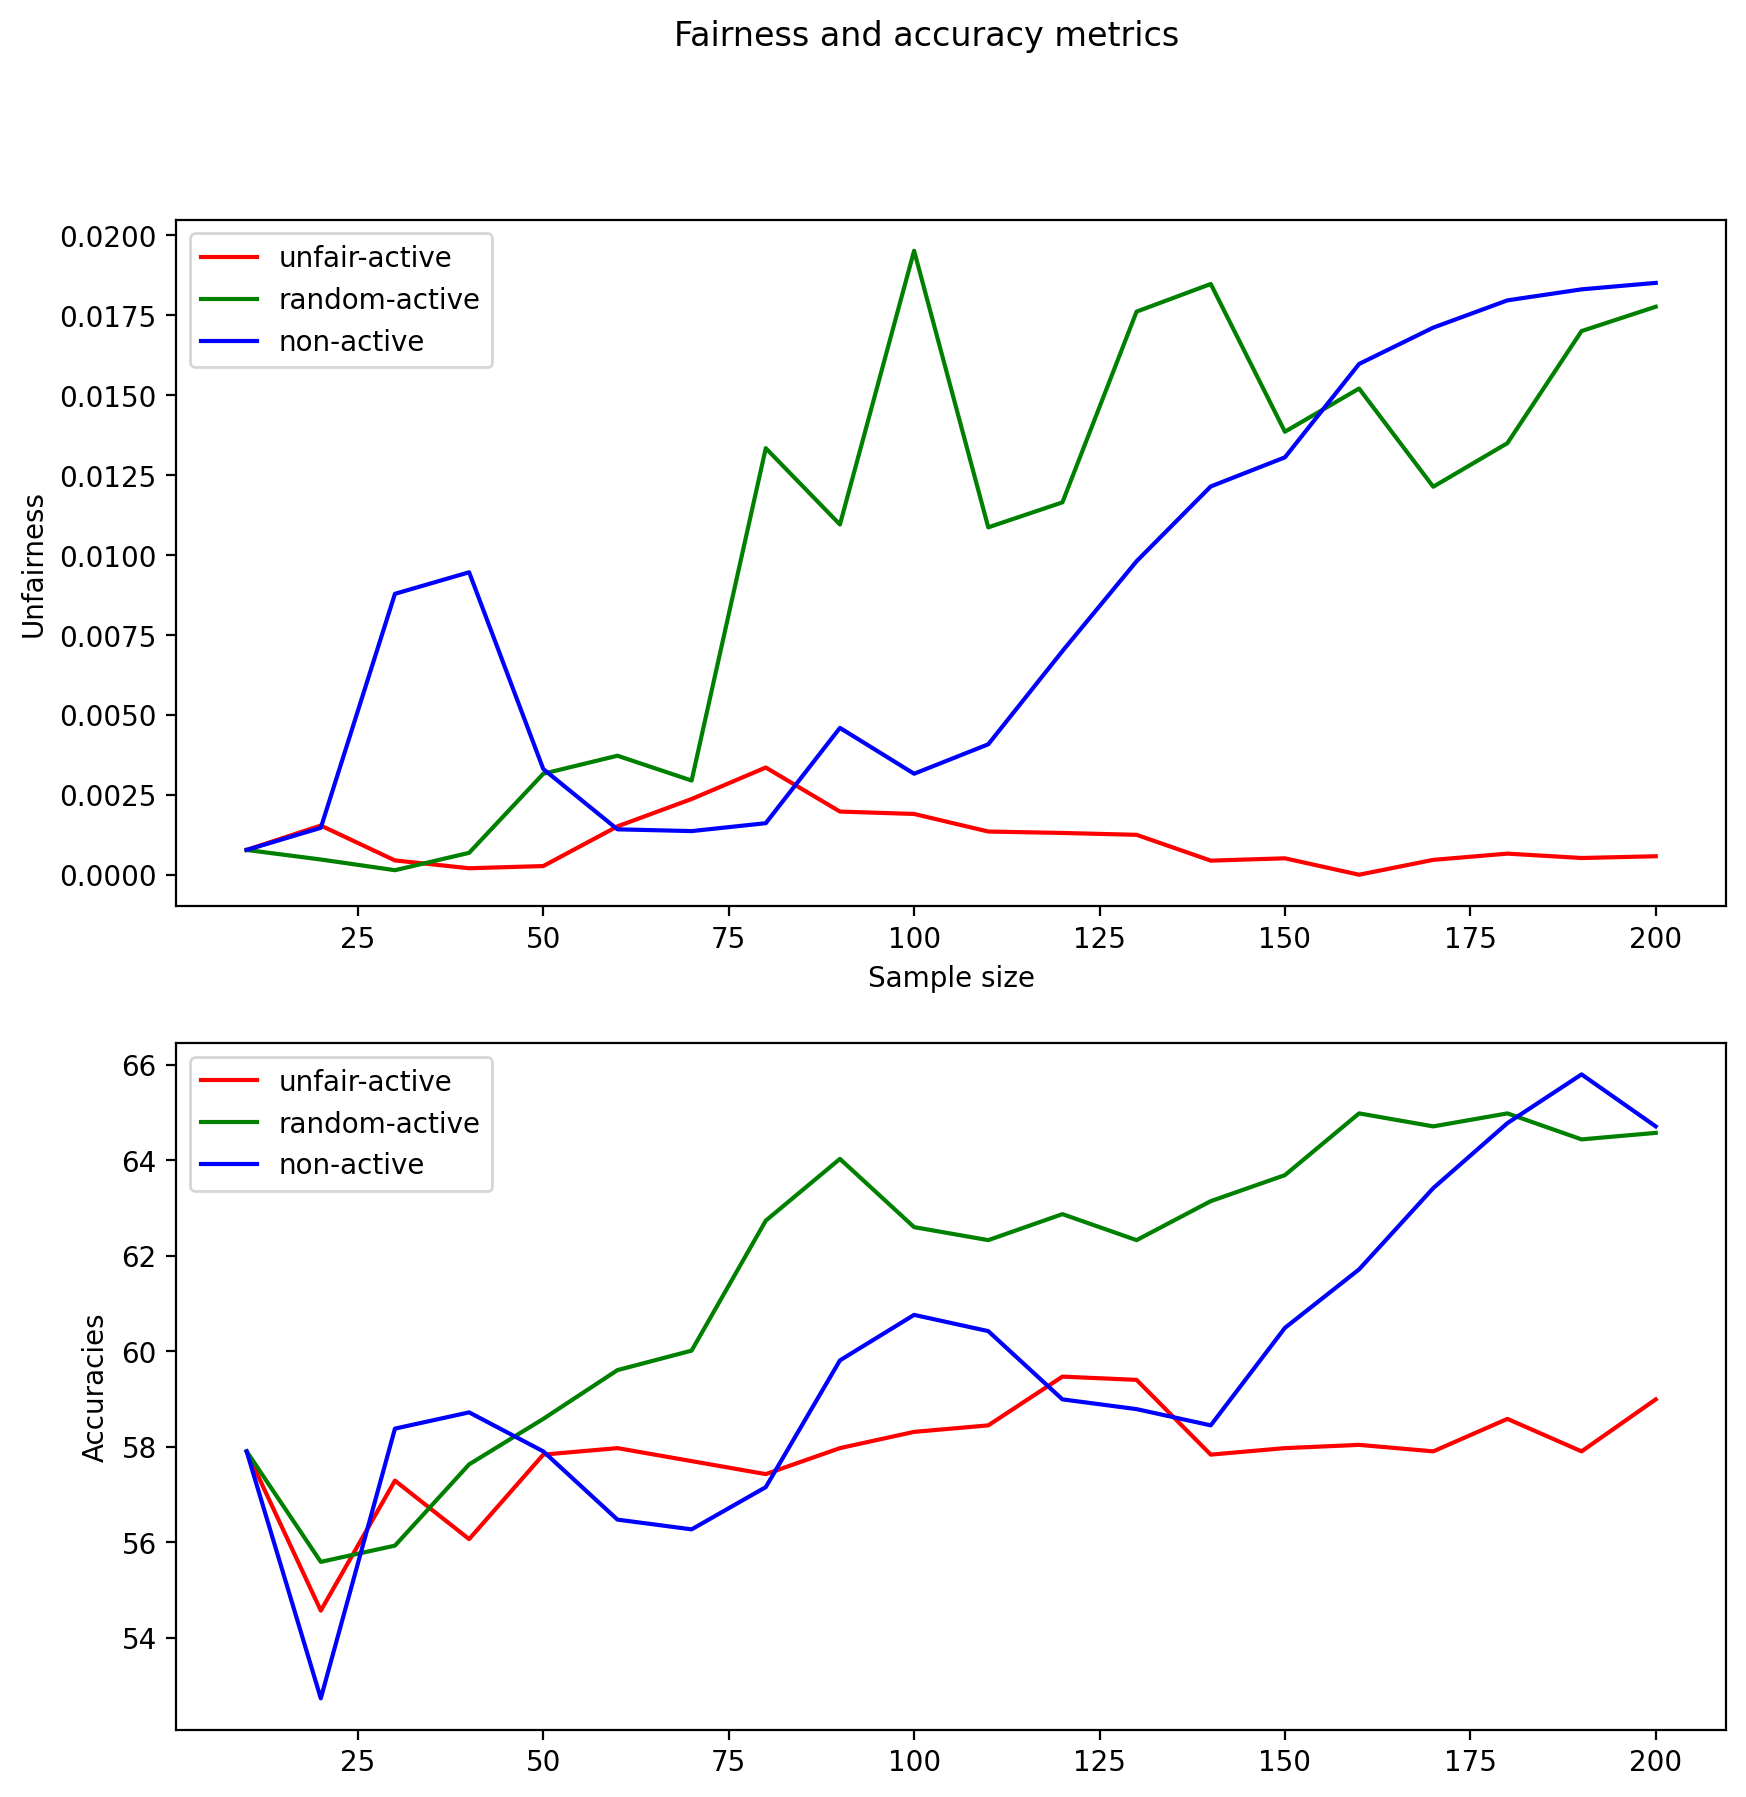 Fairness and accuracy metrics
unfair-active
random-active
non-active
0.0200
0.0175
0.0150
0.0125
0.0100
0.0075
0.0050
0.0025
0.0000
Unfairness
25 50 75 100 125 150 175 200
Sample size
unfair-active
random-active
non-active
66
64
62
60
58
56
54
Accuracies
25 50 75 100 125 150 175 200